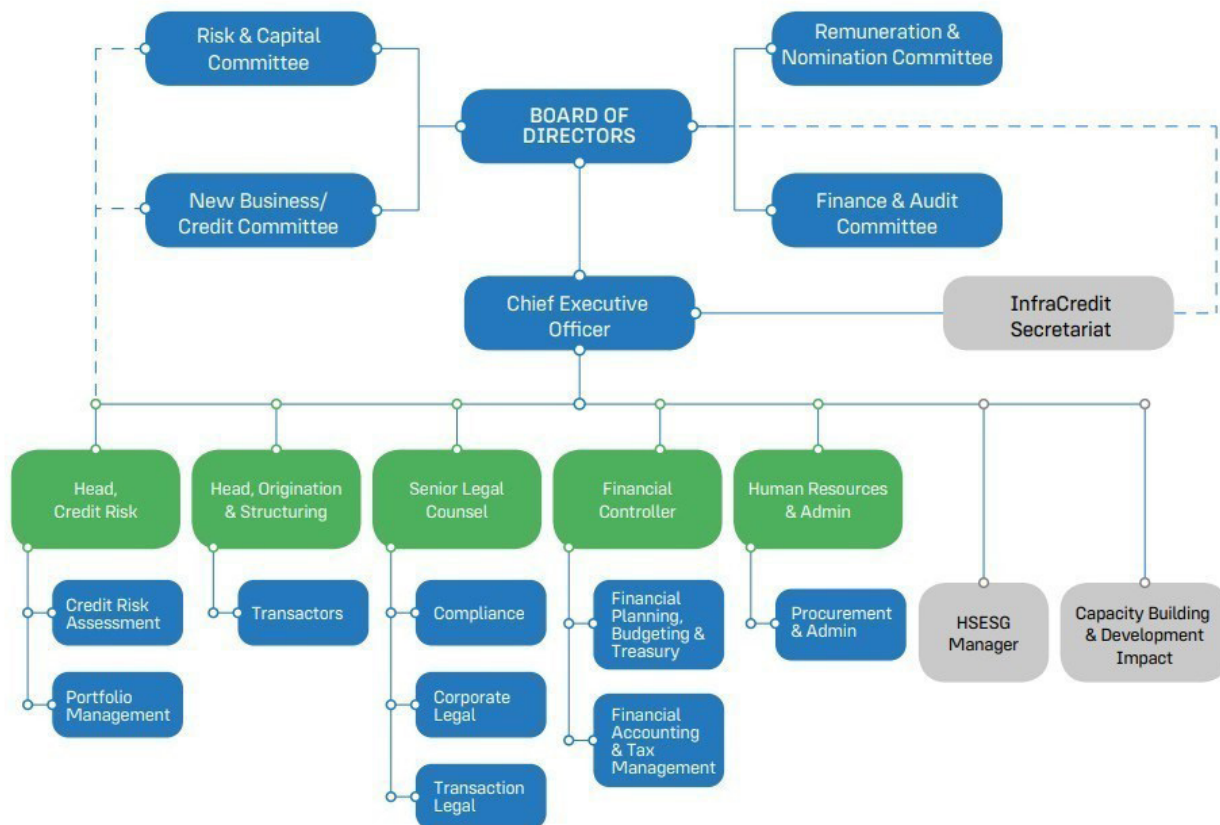 Risk & Capital
Committee
Remuneration &
Nomination Committee
BOARD OF
DIRECTORS
New Business/
Credit Committee
Finance & Audit
Committee
Chief Executive
Officer
InfraCredit
Secretariat
Head,
Credit Risk
Head, Origination
& Structuring
Senior Legal
Counsel
Financial
Controller
Human Resources
& Admin
Credit Risk
Assessment
Portfolio
Management
Transactors
Compliance
Corporate
Legal
Transaction
Legal
Financial
Planning,
Budgeting &
Treasury
Financial
Accounting
& Tax
Management
Procurement
& Admin
HSESG
Manager
Capacity Building
& Development
Impact